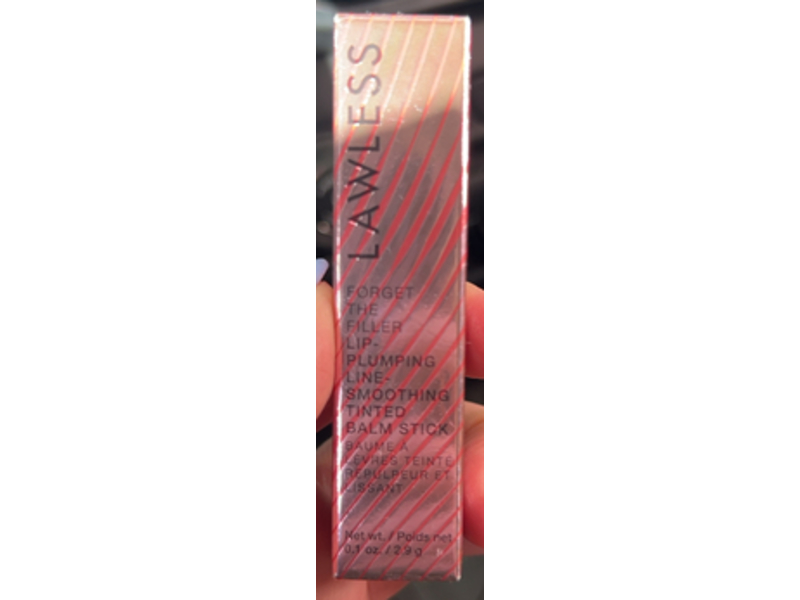 LAWLESS
FORGET
THE
FILLER
LIP-
PLUMPING
LINE-
SMOOTHING
TINTED
BALM STICK
BAUME À
LÈVRES TEINTÉ
REPULPEUR ET
LISSANT
Net wt. / Poids net
0.1 oz. / 2.9 g